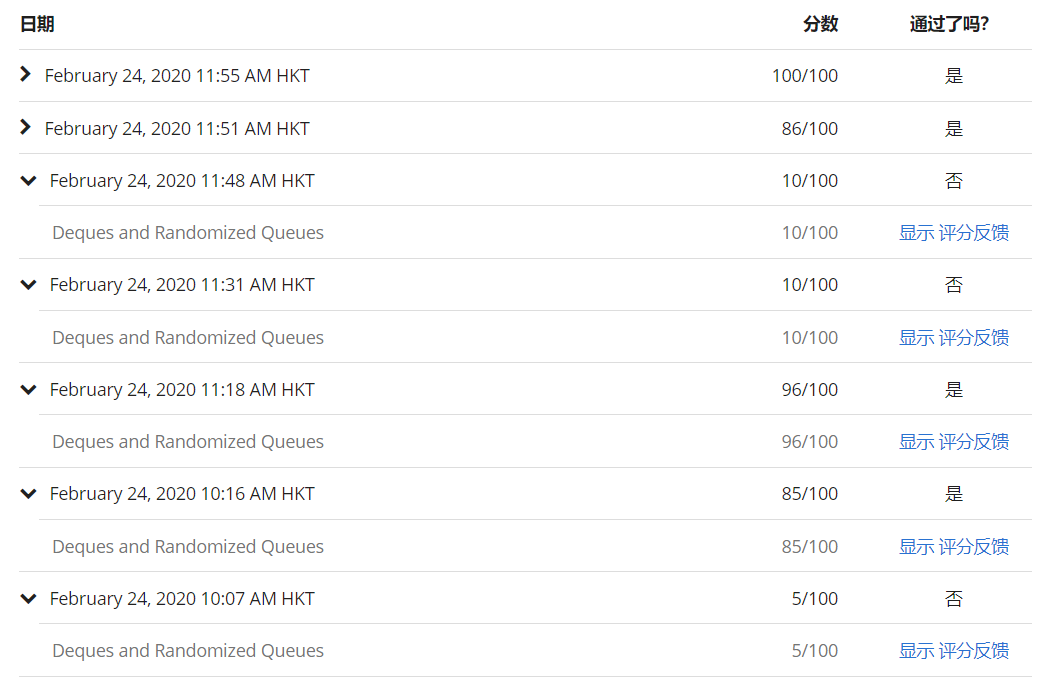 日期 分数 通过了吗?
February 24, 2020 11:55 AM HKT 100/100 是
February 24, 2020 11:51 AM HKT 86/100 是
February 24, 2020 11:48 AM HKT 10/100 否
Deques and Randomized Queues 10/100 显示 评分反馈
February 24, 2020 11:31 AM HKT 10/100 否
Deques and Randomized Queues 10/100 显示 评分反馈
February 24, 2020 11:18 AM HKT 96/100 是
Deques and Randomized Queues 96/100 显示 评分反馈
February 24, 2020 10:16 AM HKT 85/100 是
Deques and Randomized Queues 85/100 显示 评分反馈
February 24, 2020 10:07 AM HKT 5/100 否
Deques and Randomized Queues 5/100 显示 评分反馈